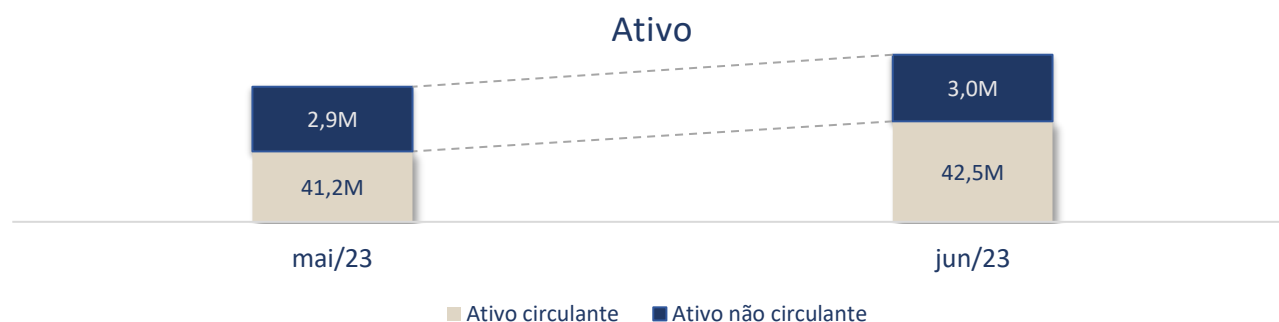 Ativo
2,9M
3,0M
41,2M
42,5M
mai/23
jun/23
Ativo circulante
Ativo não circulante